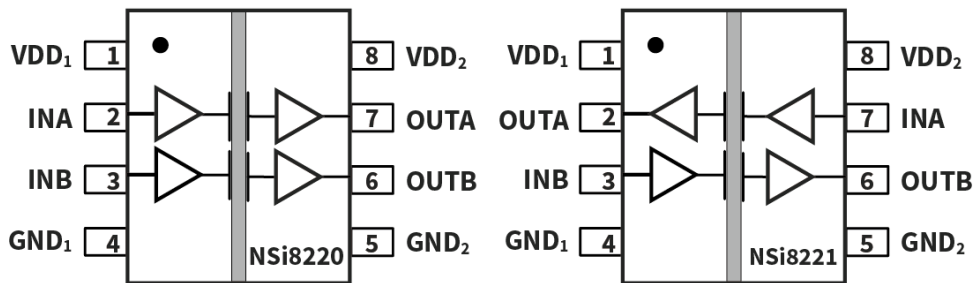 VDD₁ 1 8 VDD₂
INA 2 7 OUTA
INB 3 6 OUTB
GND₁ 4 5 GND₂
NSi8220
VDD₁ 1 8 VDD₂
OUTA 2 7 INA
INB 3 6 OUTB
GND₁ 4 5 GND₂
NSi8221